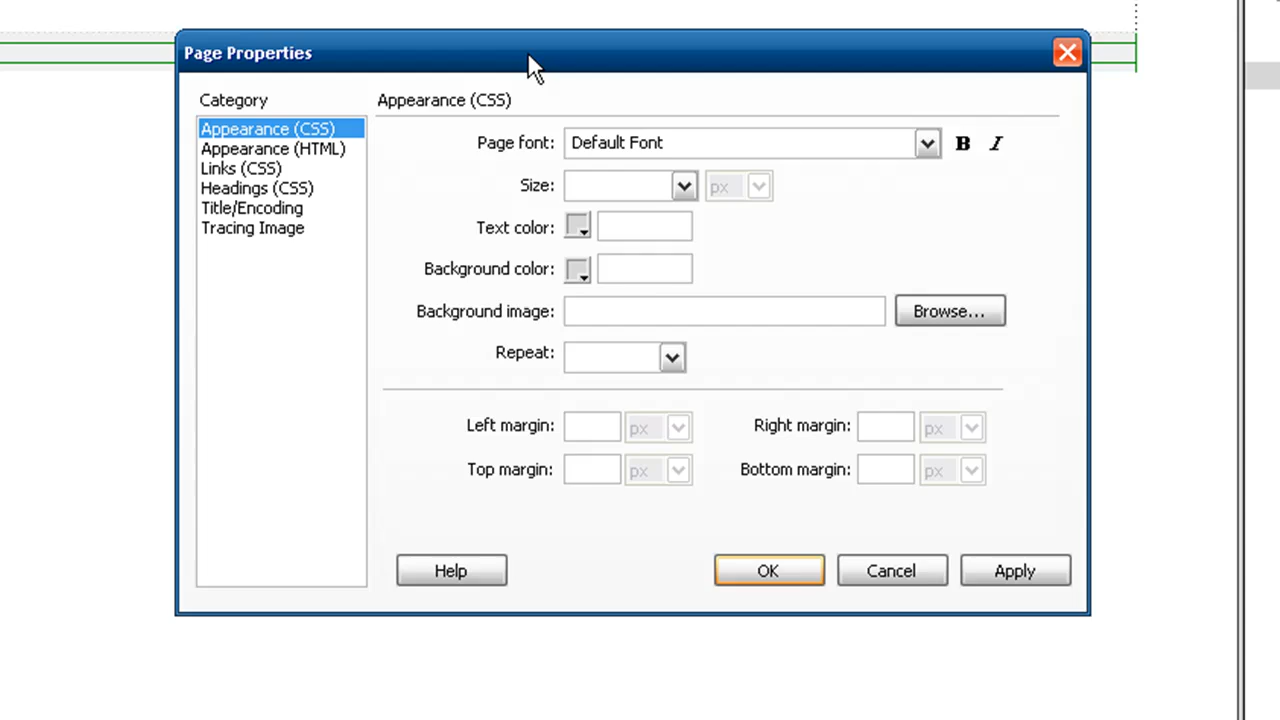 Page Properties
Category
Appearance (CSS)
Appearance (HTML)
Links (CSS)
Headings (CSS)
Title/Encoding
Tracing Image
Appearance (CSS)
Page font: Default Font B I
Size: px
Text color:
Background color:
Background image: Browse...
Repeat:
Left margin: px Right margin: px
Top margin: px Bottom margin: px
Help OK Cancel Apply